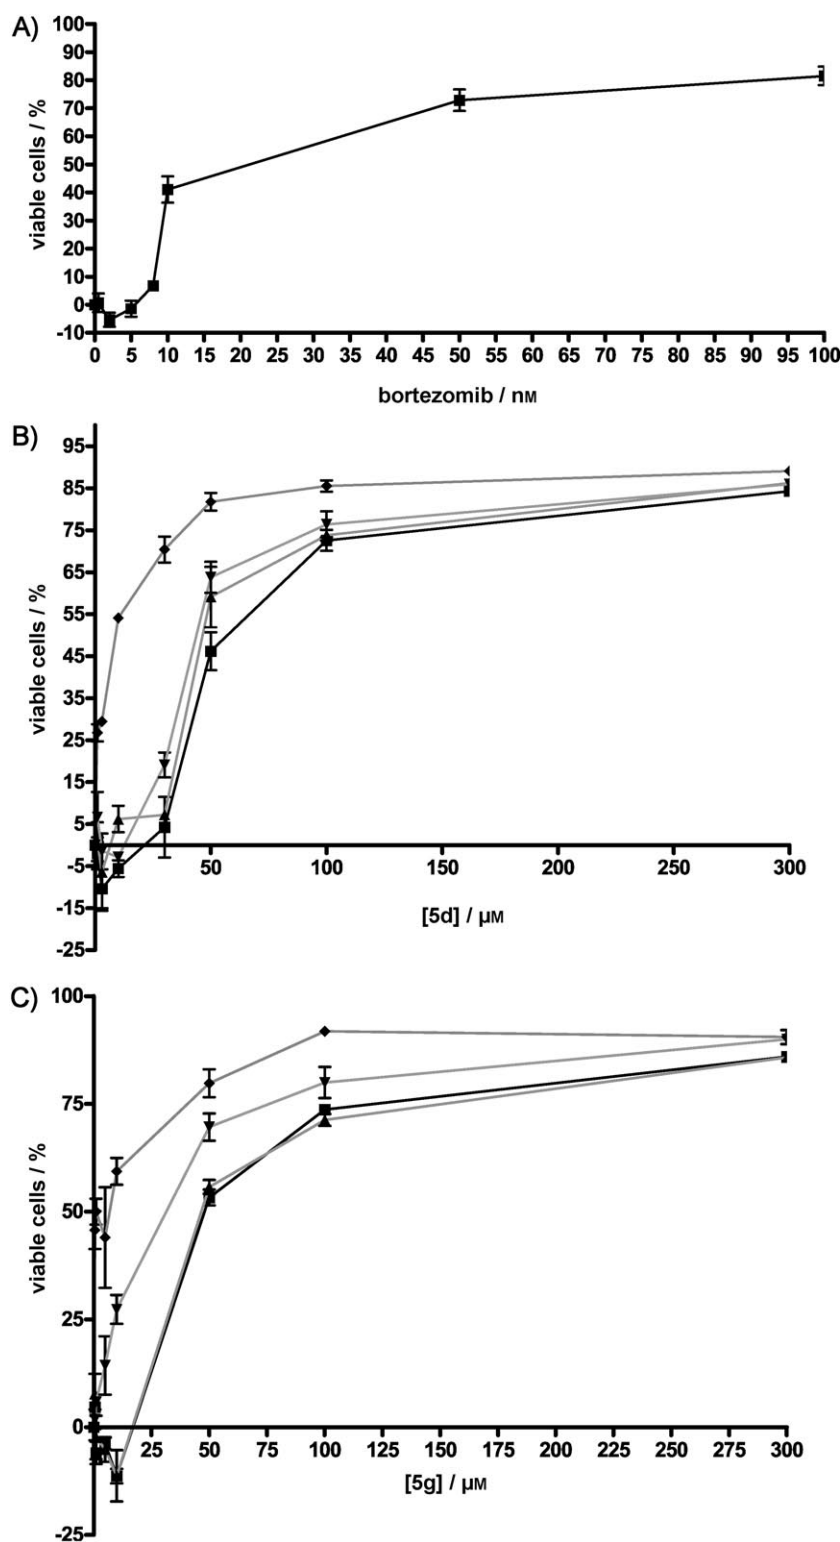 A)
viable cells / %
100
90
80
70
60
50
40
30
20
10
0
-10
0 5 10 15 20 25 30 35 40 45 50 55 60 65 70 75 80 85 90 95 100
bortezomib / nM
B)
viable cells / %
95
85
75
65
55
45
35
25
15
5
-5
-15
-25
50 100 150 200 250 300
[5d] / µM
C)
viable cells / %
100
75
50
25
0
-25
25 50 75 100 125 150 175 200 225 250 275 300
[5g] / µM